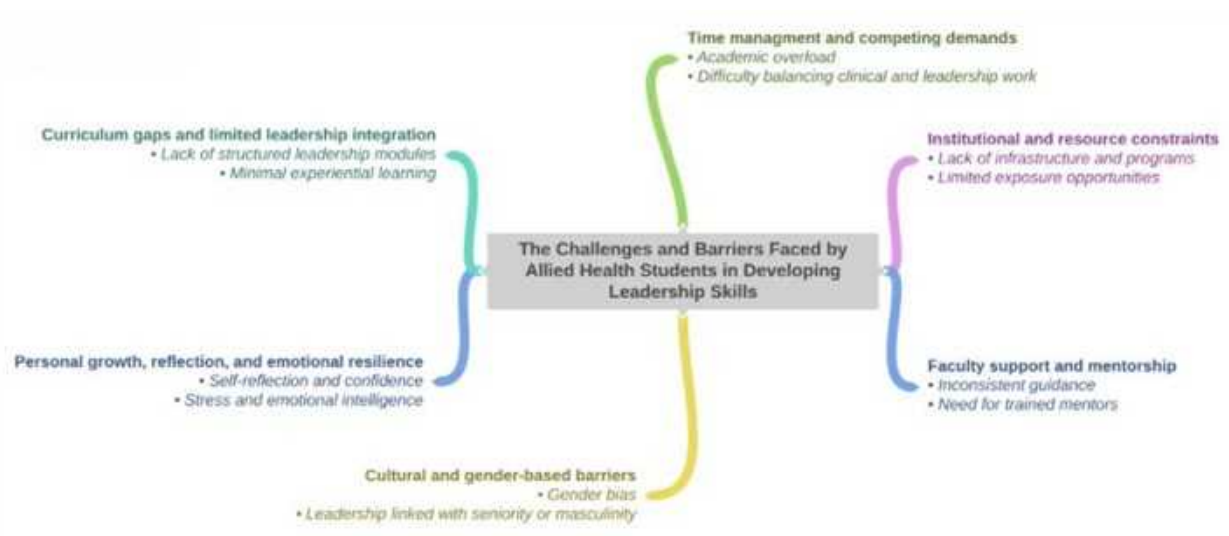 Time managment and competing demands
• Academic overload
• Difficulty balancing clinical and leadership work
Curriculum gaps and limited leadership integration
• Lack of structured leadership modules
• Minimal experiential learning
Institutional and resource constraints
• Lack of infrastructure and programs
• Limited exposure opportunities
The Challenges and Barriers Faced by
Allied Health Students in Developing
Leadership Skills
Personal growth, reflection, and emotional resilience
• Self-reflection and confidence
• Stress and emotional intelligence
Faculty support and mentorship
• Inconsistent guidance
• Need for trained mentors
Cultural and gender-based barriers
• Gender bias
• Leadership linked with seniority or masculinity